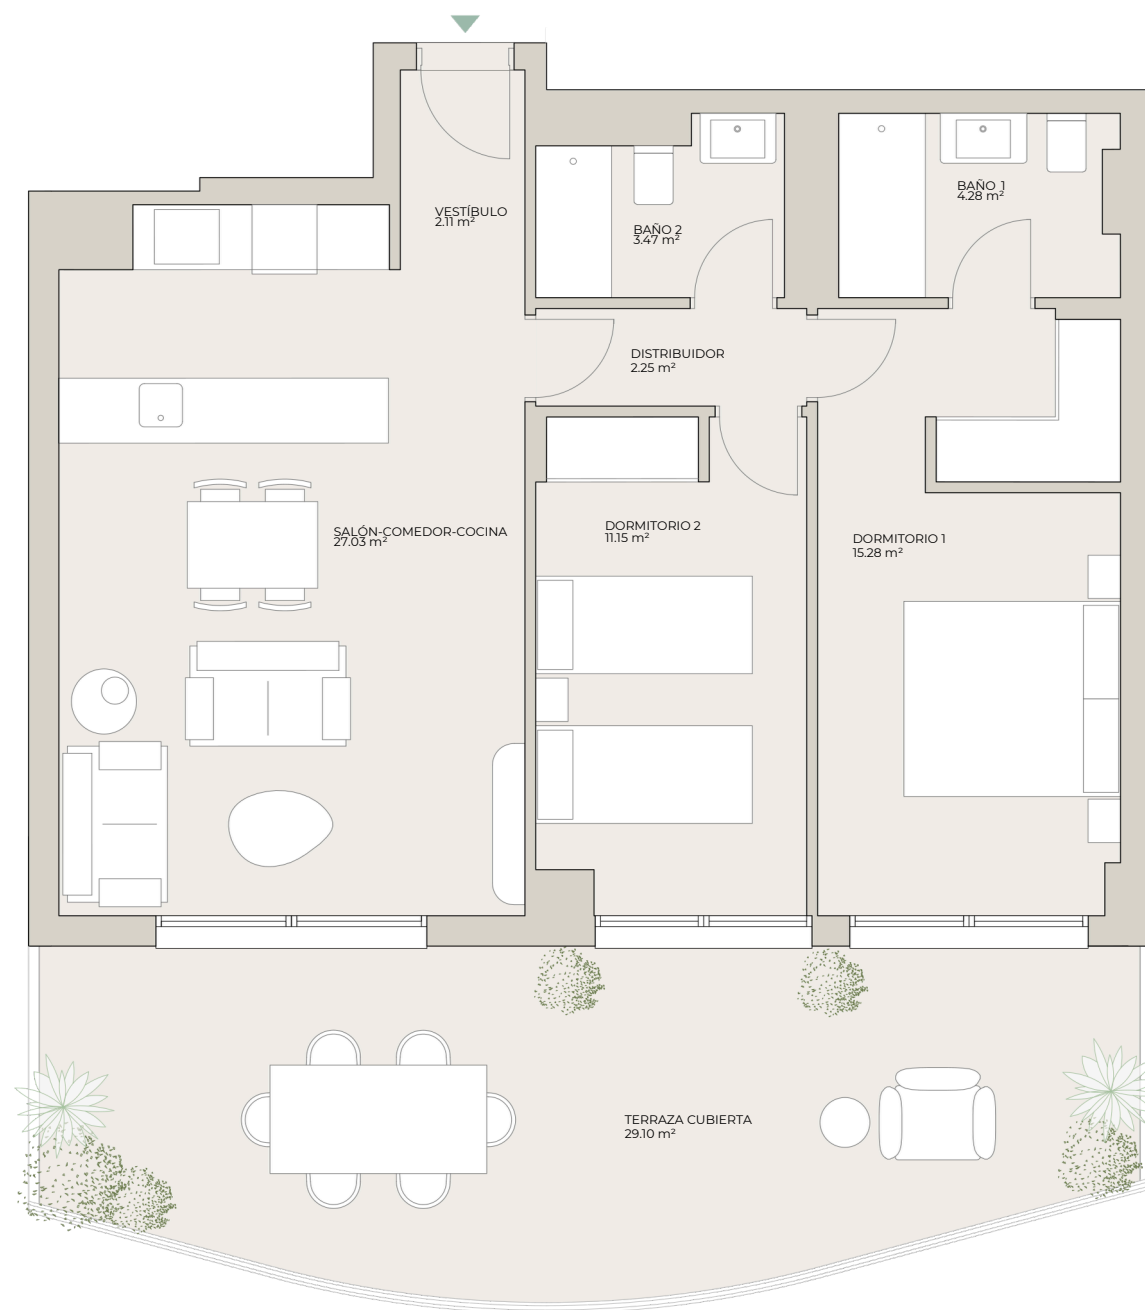 VESTÍBULO
2.11 m²
BAÑO 2
3.47 m²
BAÑO 1
4.28 m²
DISTRIBUIDOR
2.25 m²
SALÓN-COMEDOR-COCINA
27.03 m²
DORMITORIO 2
11.15 m²
DORMITORIO 1
15.28 m²
TERRAZA CUBIERTA
29.10 m²